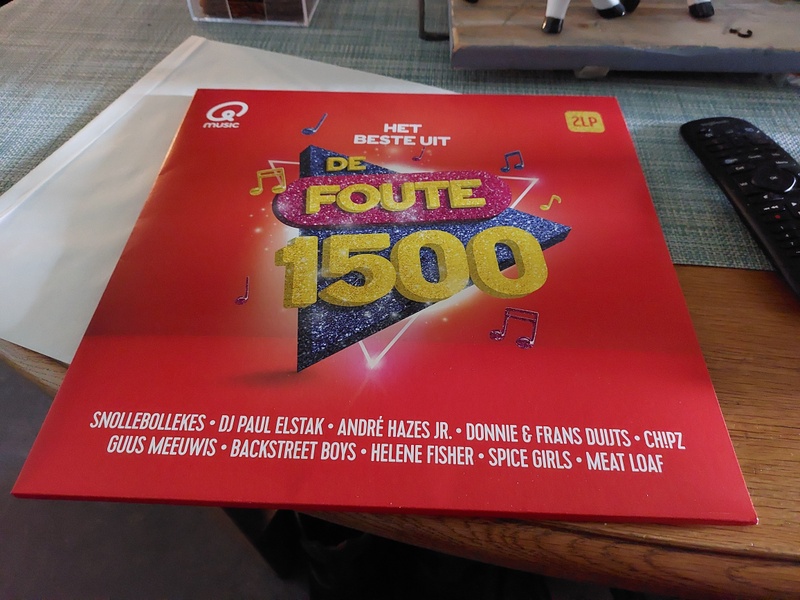 Q
music
2LP
HET
BESTE UIT
DE
FOUTE
1500
SNOLLEBOLLEKES • DJ PAUL ELSTAK • ANDRÉ HAZES JR. • DONNIE & FRANS DUIJTS • CHIPZ
GUUS MEEUWIS • BACKSTREET BOYS • HELENE FISHER • SPICE GIRLS • MEAT LOAF